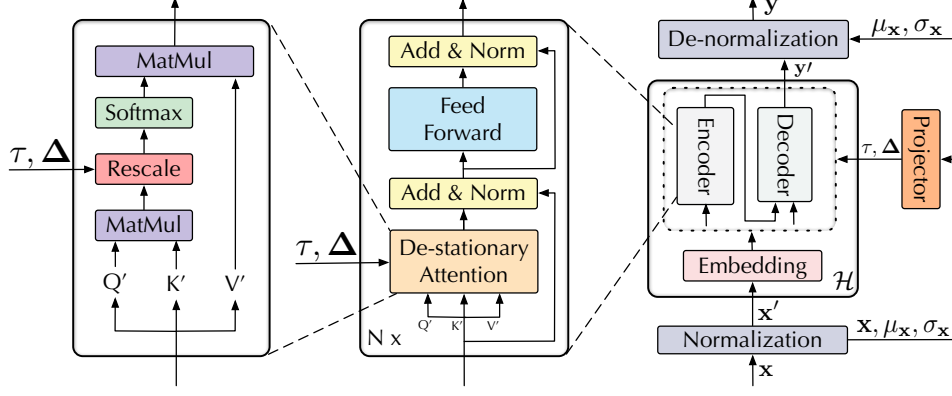 MatMul
Softmax
τ, Δ
Rescale
MatMul
Q′ K′ V′
Add & Norm
Feed
Forward
Add & Norm
τ, Δ
De-stationary
Attention
Q′ K′ V′
N x
y
De-normalization
μx, σx
y′
Encoder
Decoder
τ, Δ
Projector
Embedding
H
x′
Normalization
x, μx, σx
x